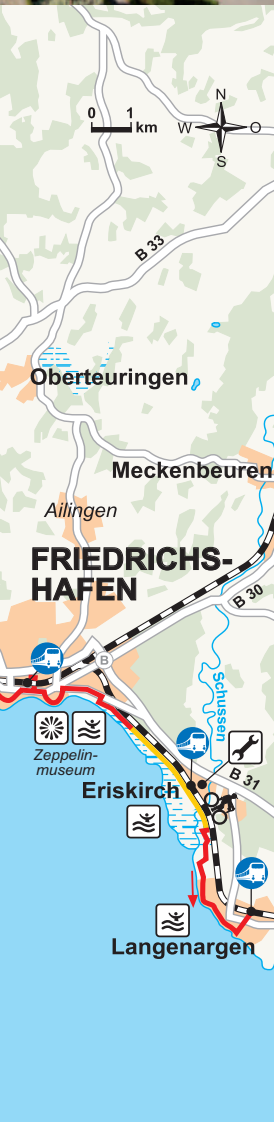 N
0 1
km
W O
S
B 33
Oberteuringen
Meckenbeuren
Ailingen
FRIEDRICHS-
HAFEN
B 30
B
Schussen
Zeppelin-
museum
B 31
Eriskirch
Langenargen